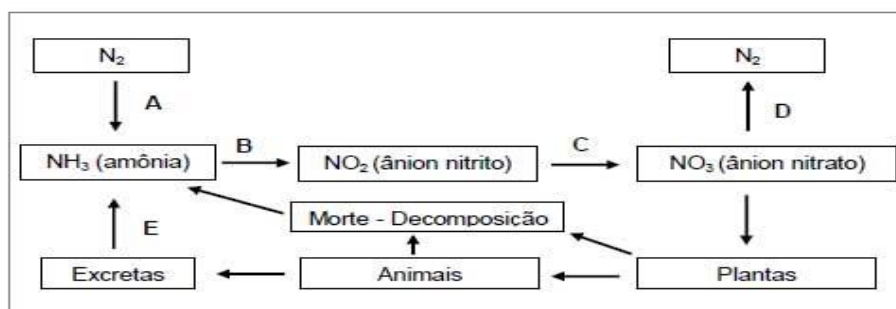 N₂
N₂
A
D
NH₃ (amônia)
B
NO₂ (ânion nitrito)
C
NO₃ (ânion nitrato)
E
Morte - Decomposição
Excretas
Animais
Plantas